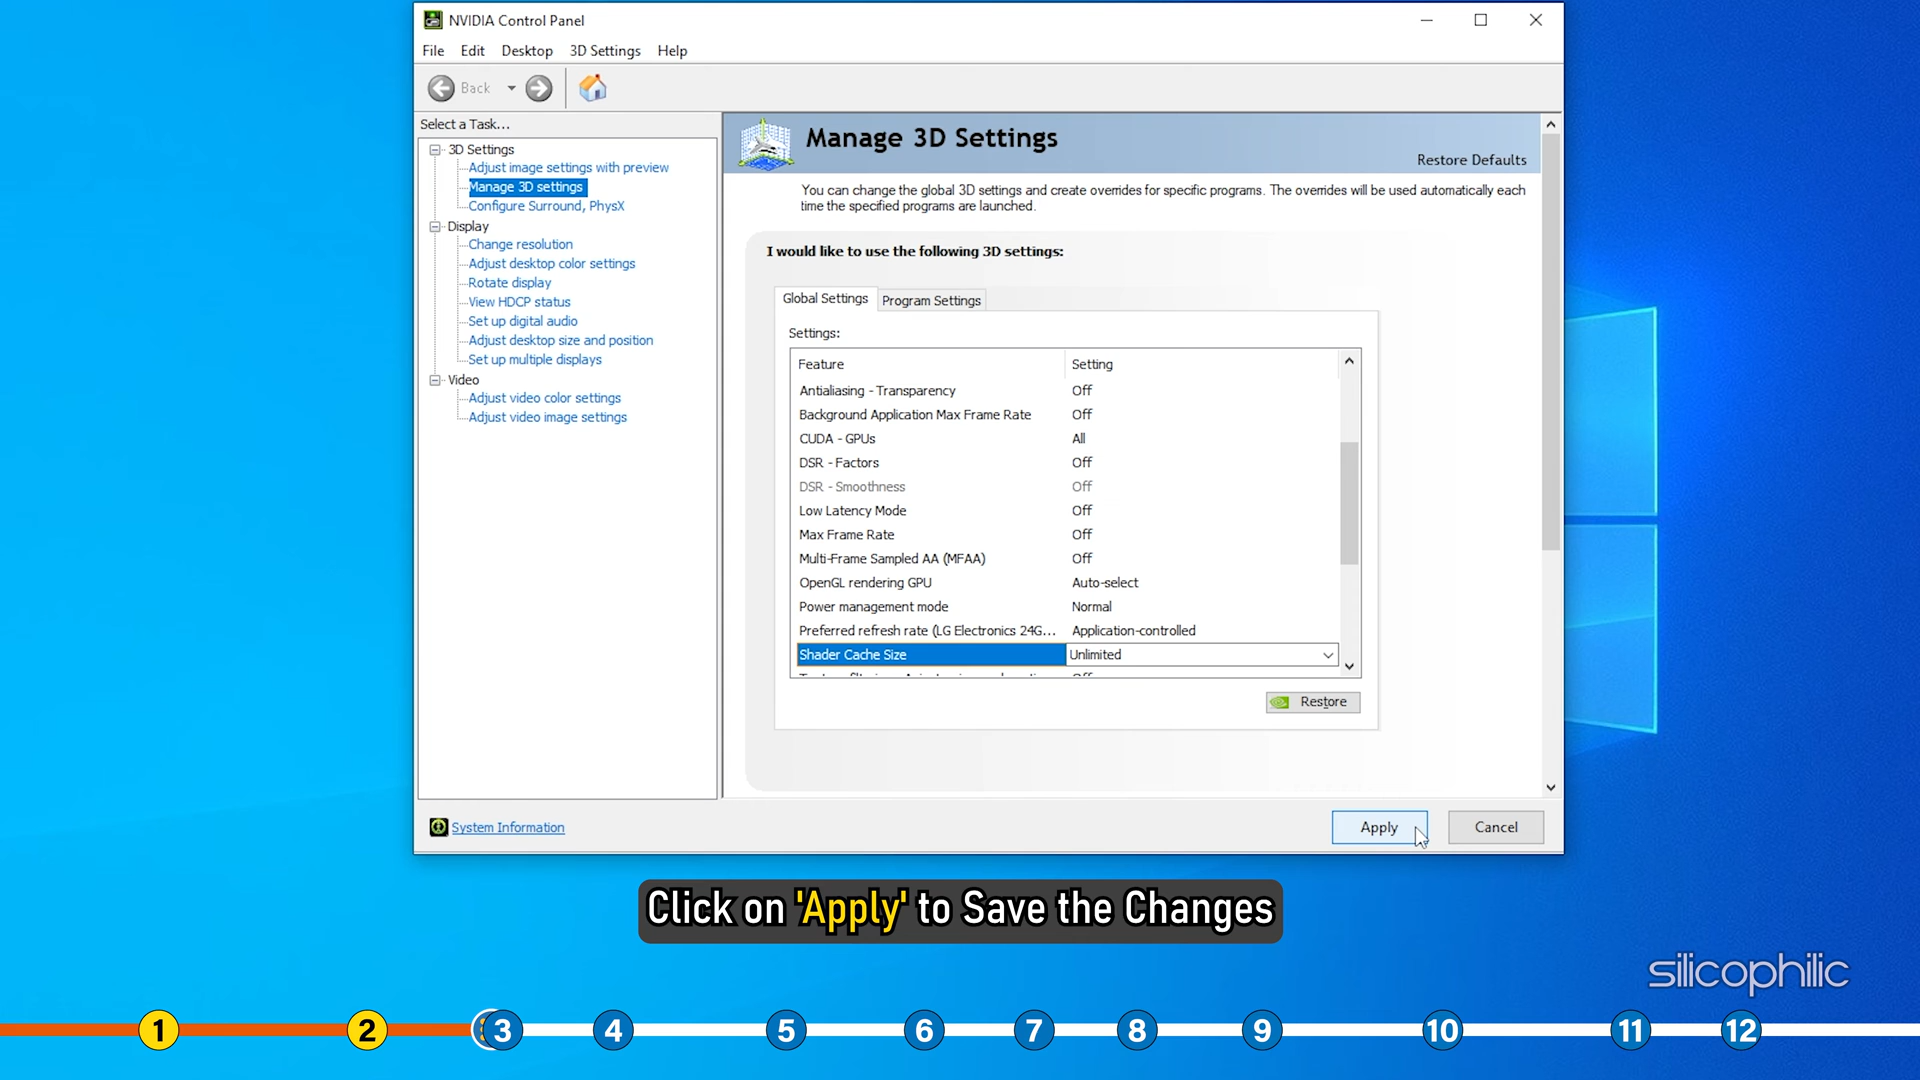 NVIDIA Control Panel
File Edit Desktop 3D Settings Help
Back
Select a Task...
3D Settings
Adjust image settings with preview
Manage 3D settings
Configure Surround, PhysX
Display
Change resolution
Adjust desktop color settings
Rotate display
View HDCP status
Set up digital audio
Adjust desktop size and position
Set up multiple displays
Video
Adjust video color settings
Adjust video image settings
System Information
Manage 3D Settings
Restore Defaults
You can change the global 3D settings and create overrides for specific programs. The overrides will be used automatically each
time the specified programs are launched.
I would like to use the following 3D settings:
Global Settings Program Settings
Settings:
Feature Setting
Antialiasing - Transparency Off
Background Application Max Frame Rate Off
CUDA - GPUs All
DSR - Factors Off
DSR - Smoothness Off
Low Latency Mode Off
Max Frame Rate Off
Multi-Frame Sampled AA (MFAA) Off
OpenGL rendering GPU Auto-select
Power management mode Normal
Preferred refresh rate (LG Electronics 24G... Application-controlled
Shader Cache Size Unlimited
Restore
Apply Cancel
Click on 'Apply' to Save the Changes
silicophilic
1 2 3 4 5 6 7 8 9 10 11 12